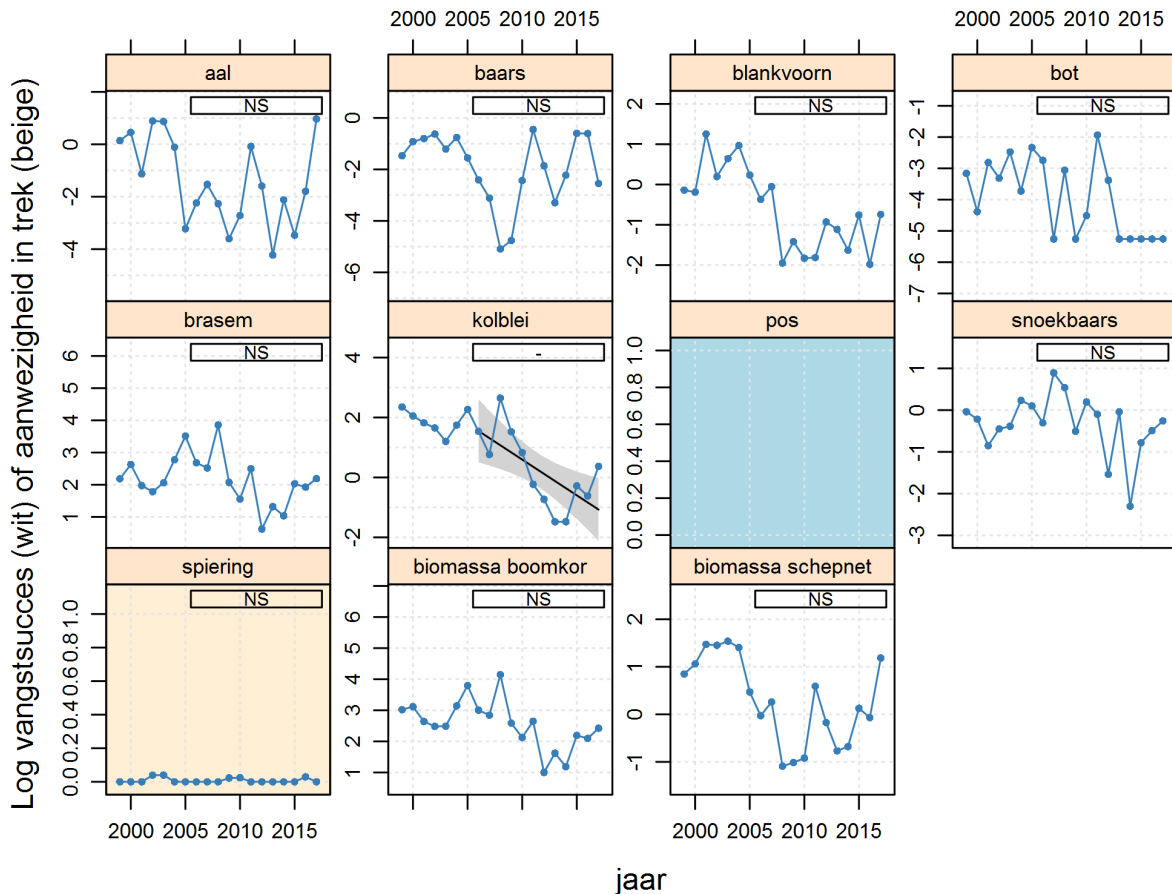 2000 2005 2010 2015
2000 2005 2010 2015
aal
baars
blankvoorn
bot
NS
NS
NS
NS
0
-2
-4
0
-2
-4
-6
2
1
0
-1
-2
-1
-2
-3
-4
-5
-6
-7
brasem
kolblei
pos
snoekbaars
NS
-
NS
6
5
4
3
2
1
4
2
0
-2
1.0
0.8
0.6
0.4
0.2
0.0
1
0
-1
-2
-3
spiering
biomassa boomkor
biomassa schepnet
NS
NS
NS
1.0
0.8
0.6
0.4
0.2
0.0
6
5
4
3
2
1
2
1
0
-1
2000 2005 2010 2015
2000 2005 2010 2015
jaar
Log vangstsucces (wit) of aanwezigheid in trek (beige)